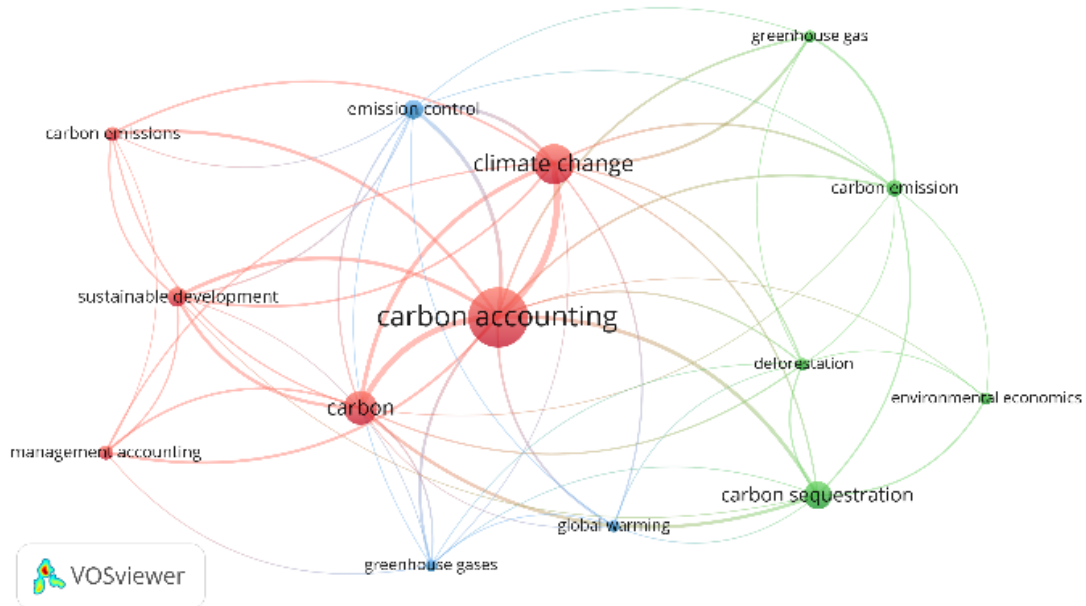 greenhouse gas
emission control
carbon emissions
climate change
carbon emission
sustainable development
carbon accounting
deforestation
environmental economics
carbon
management accounting
carbon sequestration
global warming
greenhouse gases
VOSviewer